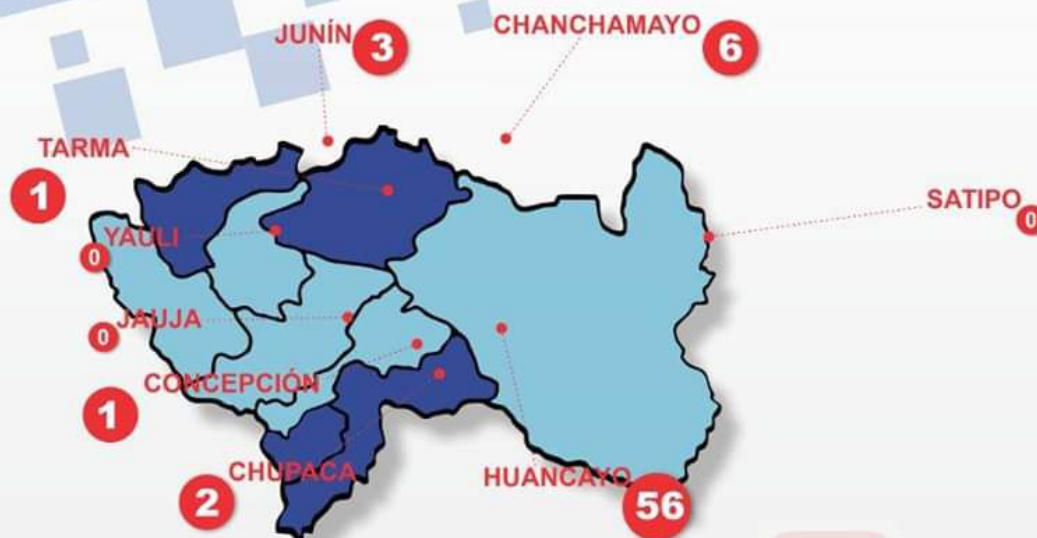 JUNÍN 3
CHANCHAMAYO 6
TARMA
1
SATIPO 0
YAULI
0
JAUJA
0
CONCEPCIÓN
1
CHUPACA
2
HUANCAYO
56